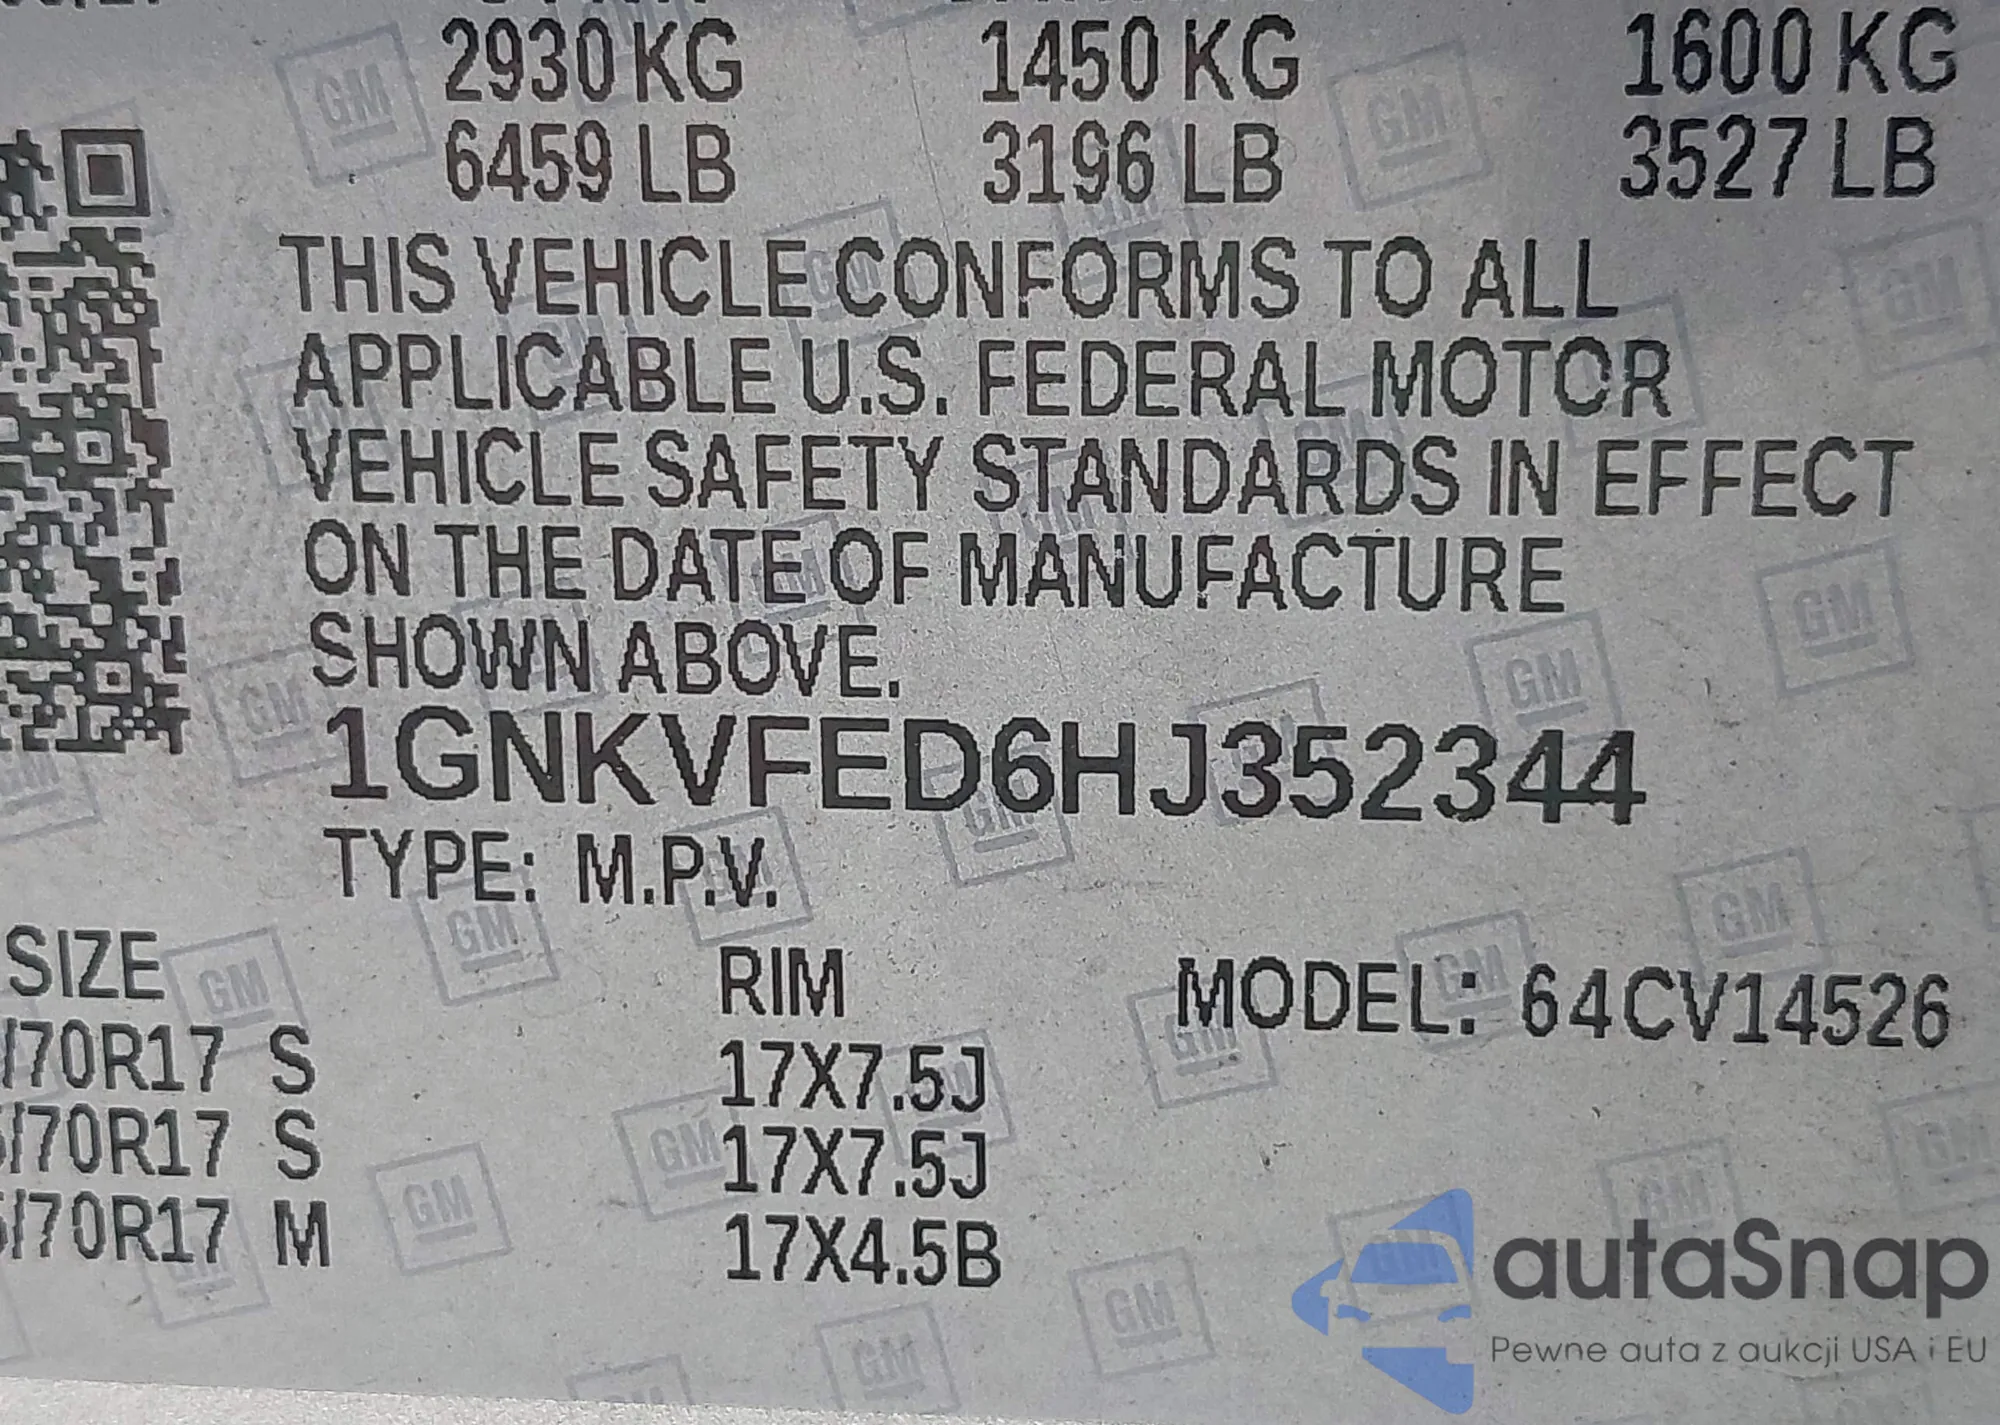 2930 KG 1450 KG 1600 KG
6459 LB 3196 LB 3527 LB
THIS VEHICLE CONFORMS TO ALL
APPLICABLE U.S. FEDERAL MOTOR
VEHICLE SAFETY STANDARDS IN EFFECT
ON THE DATE OF MANUFACTURE
SHOWN ABOVE.
1GNKVFED6HJ352344
TYPE: M.P.V.
SIZE RIM MODEL: 64CV14526
/70R17 S 17X7.5J
/70R17 S 17X7.5J
/70R17 M 17X4.5B
GM
autaSnap
Pewne auta z aukcji USA i EU